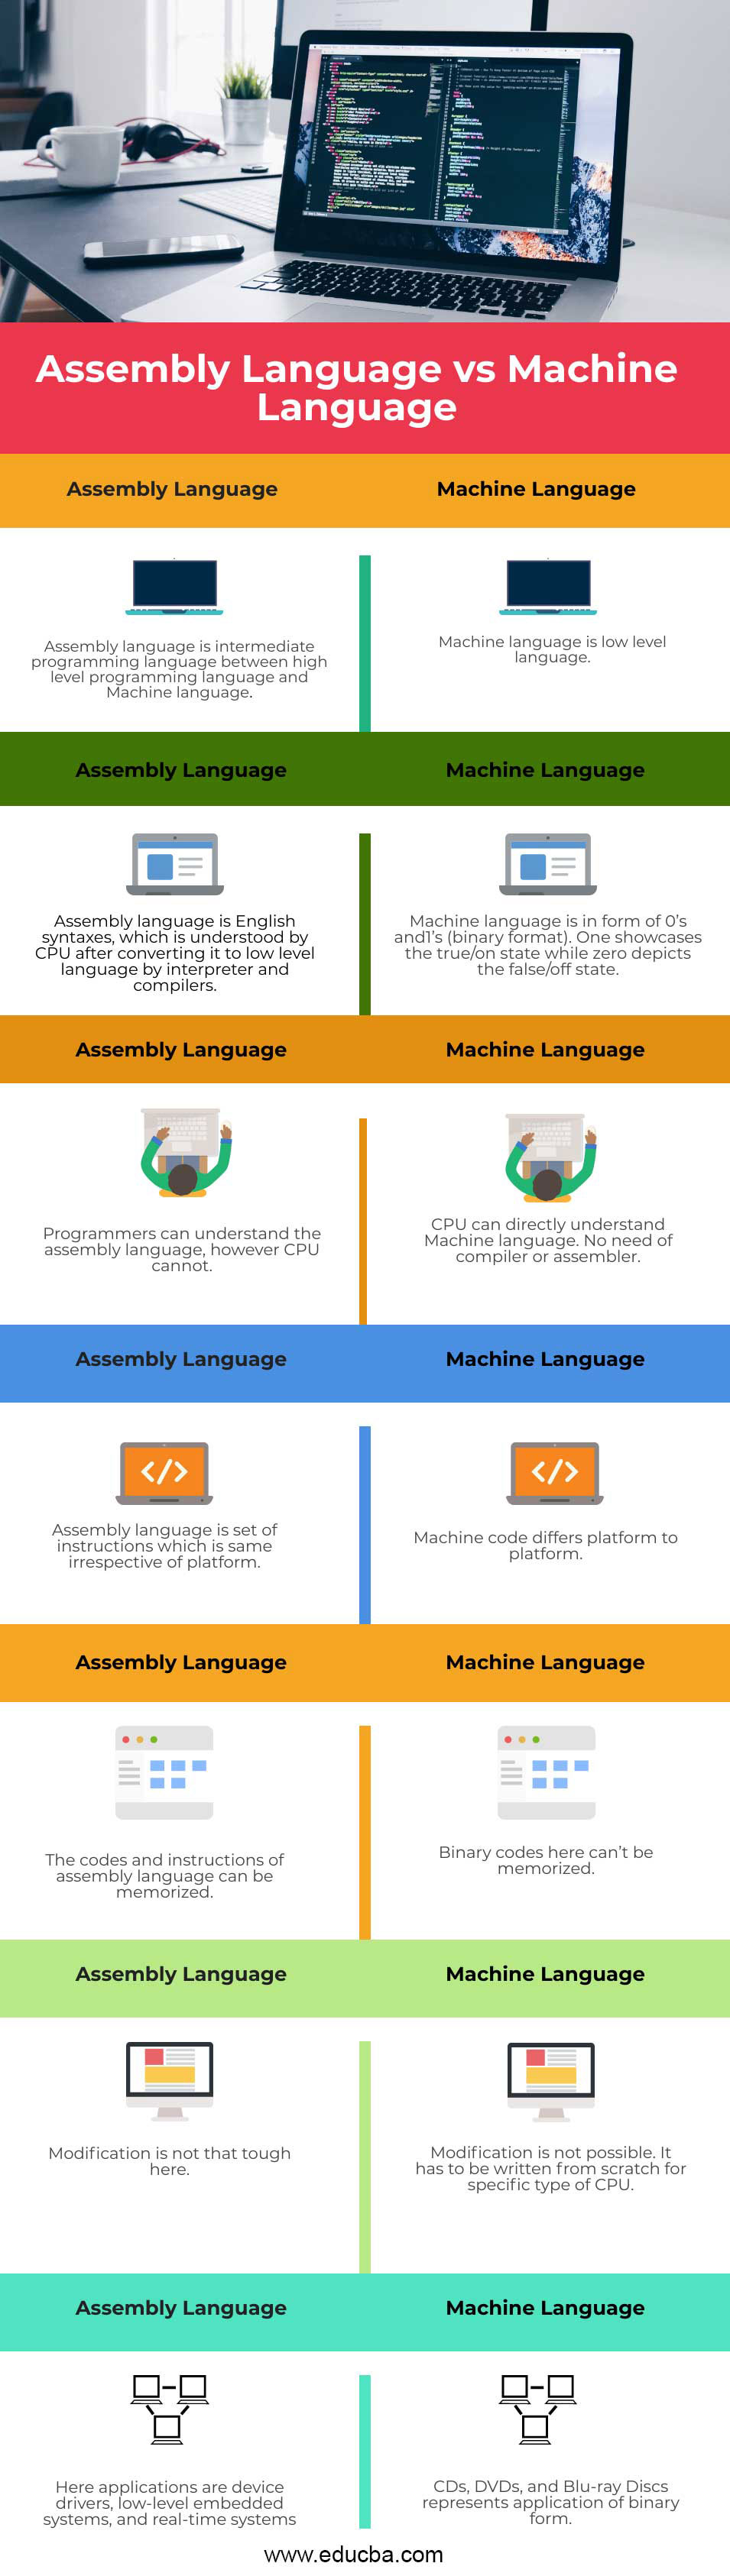 Assembly Language vs Machine
Language
Assembly Language
Machine Language
Assembly language is intermediate
programming language between high
level programming language and
Machine language.
Machine language is low level
language.
Assembly Language
Machine Language
Assembly language is English
syntaxes, which is understood by
CPU after converting it to low level
language by interpreter and
compilers.
Machine language is in form of 0's
and1's (binary format). One showcases
the true/on state while zero depicts
the false/off state.
Assembly Language
Machine Language
Programmers can understand the
assembly language, however CPU
cannot.
CPU can directly understand
Machine language. No need of
compiler or assembler.
Assembly Language
Machine Language
Assembly language is set of
instructions which is same
irrespective of platform.
Machine code differs platform to
platform.
Assembly Language
Machine Language
The codes and instructions of
assembly language can be
memorized.
Binary codes here can't be
memorized.
Assembly Language
Machine Language
Modification is not that tough
here.
Modification is not possible. It
has to be written from scratch for
specific type of CPU.
Assembly Language
Machine Language
Here applications are device
drivers, low-level embedded
systems, and real-time systems
CDs, DVDs, and Blu-ray Discs
represents application of binary
form.
www.educba.com